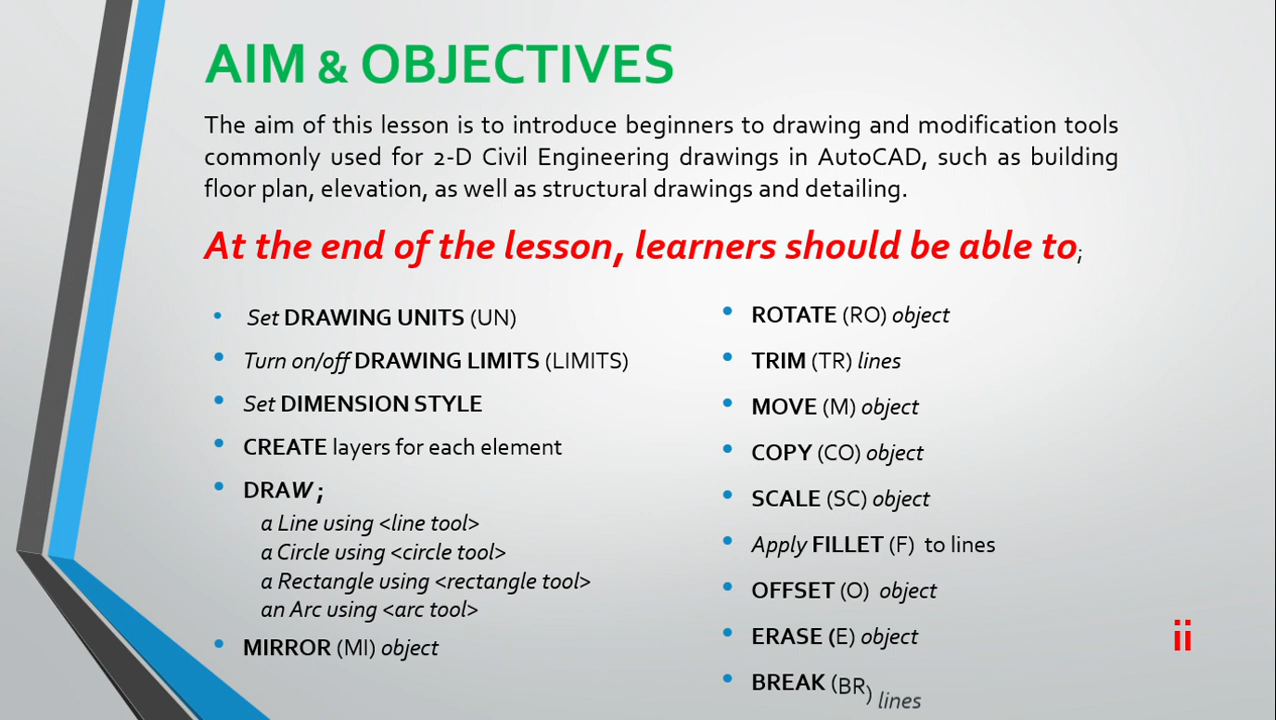 AIM & OBJECTIVES
The aim of this lesson is to introduce beginners to drawing and modification tools
commonly used for 2-D Civil Engineering drawings in AutoCAD, such as building
floor plan, elevation, as well as structural drawings and detailing.
At the end of the lesson, learners should be able to;
• Set DRAWING UNITS (UN)
• Turn on/off DRAWING LIMITS (LIMITS)
• Set DIMENSION STYLE
• CREATE layers for each element
• DRAW ;
a Line using <line tool>
a Circle using <circle tool>
a Rectangle using <rectangle tool>
an Arc using <arc tool>
• MIRROR (MI) object
• ROTATE (RO) object
• TRIM (TR) lines
• MOVE (M) object
• COPY (CO) object
• SCALE (SC) object
• Apply FILLET (F) to lines
• OFFSET (O) object
• ERASE (E) object
• BREAK (BR) lines
ii